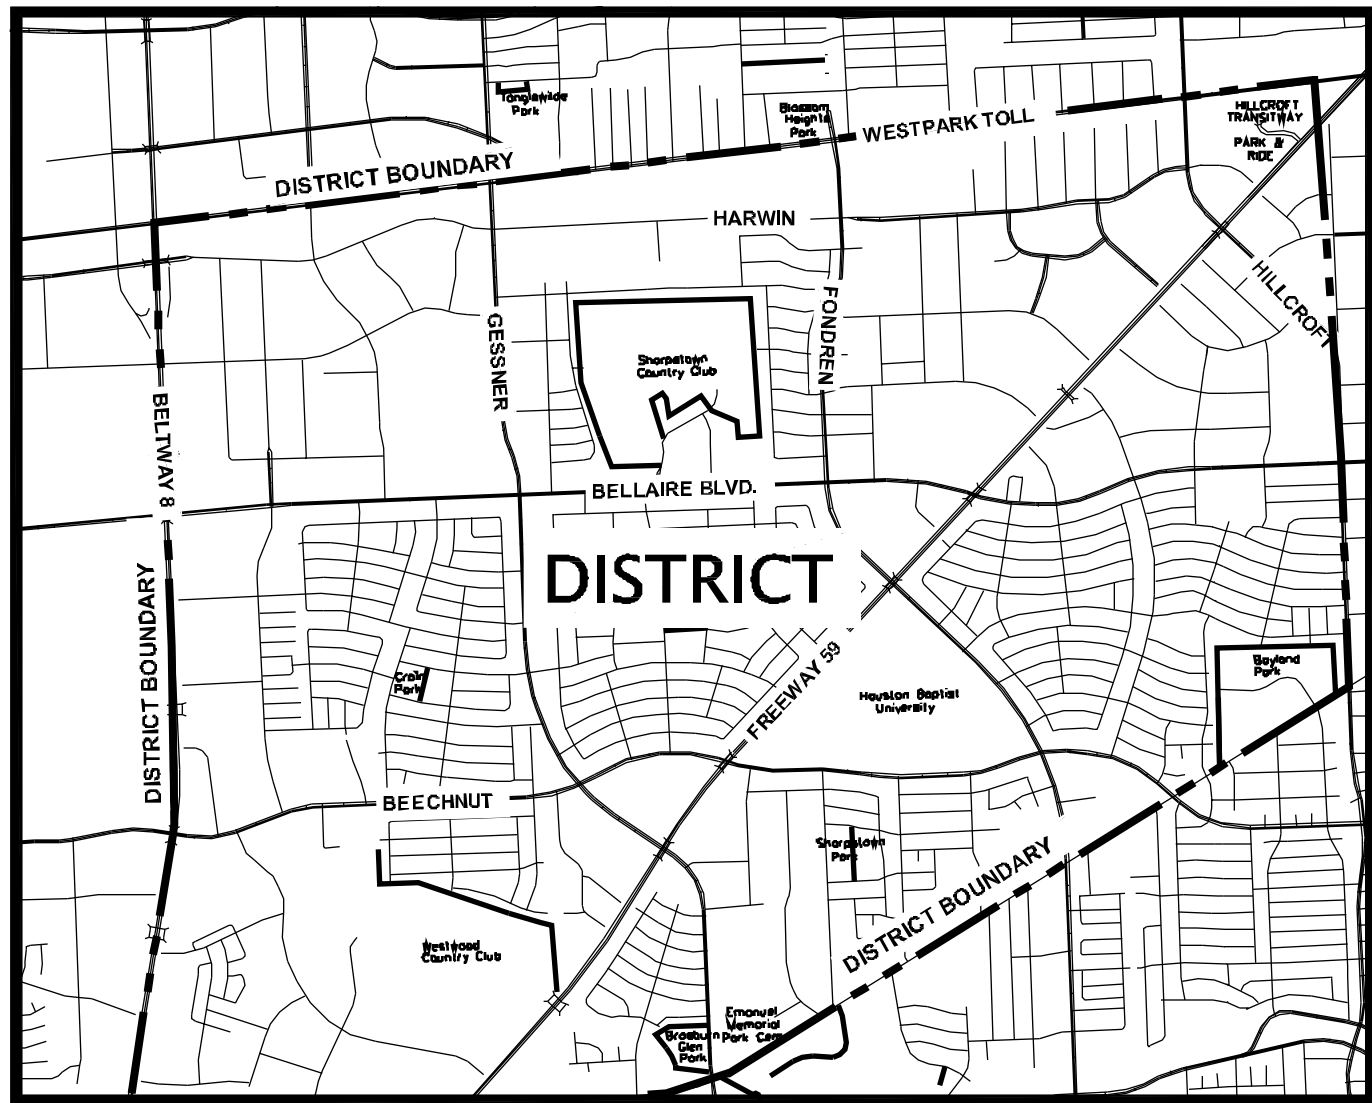 Tanglewilde
Park
Blossom
Heights
Park
WESTPARK TOLL
HILLCROFT
TRANSITWAY
PARK &
RIDE
DISTRICT BOUNDARY
HARWIN
HILLCROFT
GESSNER
FONDREN
Sharpstown
Country Club
BELTWAY 8
BELLAIRE BLVD.
DISTRICT
DISTRICT BOUNDARY
FREEWAY 59
Crain
Park
Houston Baptist
University
Bayland
Park
BEECHNUT
Sharpstown
Park
DISTRICT BOUNDARY
Westwood
Country Club
Emanuel
Memorial
Park Cem
Braeburn
Glen
Park